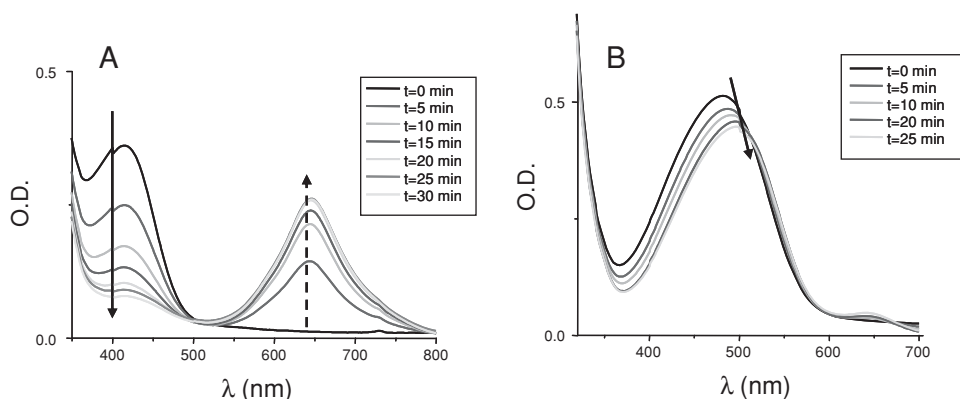 A
0.5
O.D.
0.0
400
500
600
700
800
λ (nm)
t=0 min
t=5 min
t=10 min
t=15 min
t=20 min
t=25 min
t=30 min
B
0.5
O.D.
0.0
400
500
600
700
λ (nm)
t=0 min
t=5 min
t=10 min
t=20 min
t=25 min